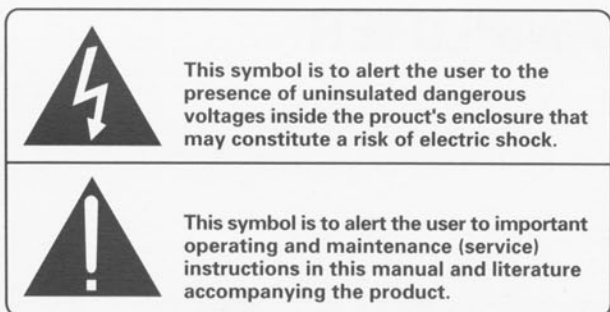 This symbol is to alert the user to the
presence of uninsulated dangerous
voltages inside the prouct's enclosure that
may constitute a risk of electric shock.
This symbol is to alert the user to important
operating and maintenance (service)
instructions in this manual and literature
accompanying the product.